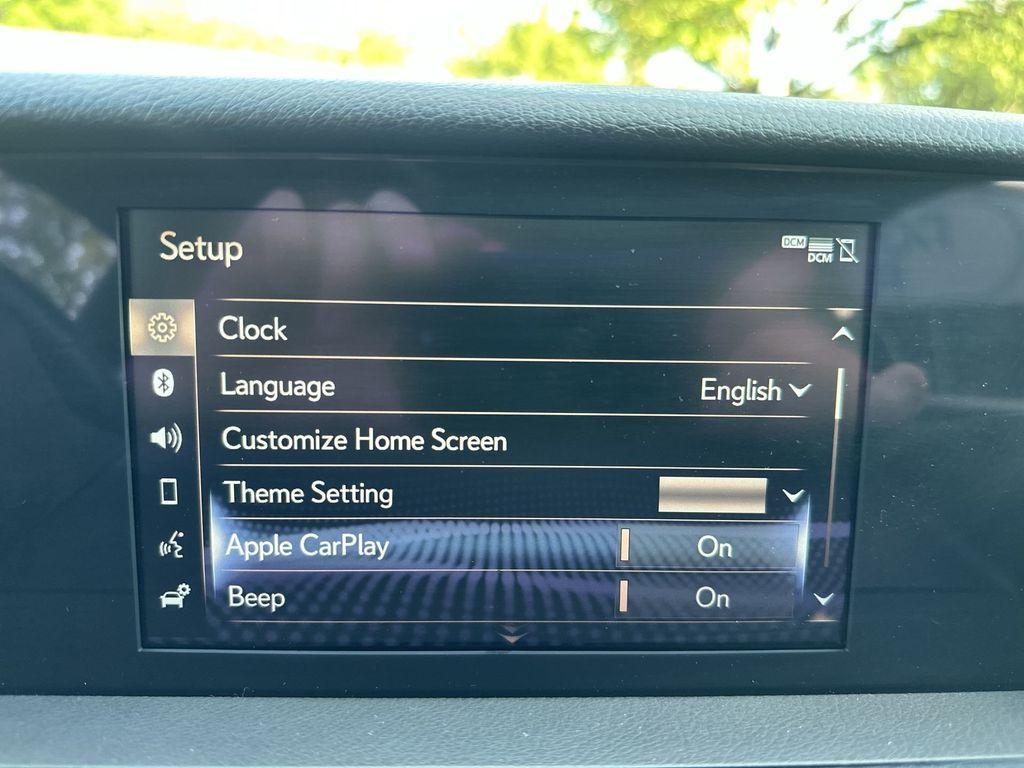 Setup
DCM
DCM
Clock
Language English
Customize Home Screen
Theme Setting
Apple CarPlay On
Beep On